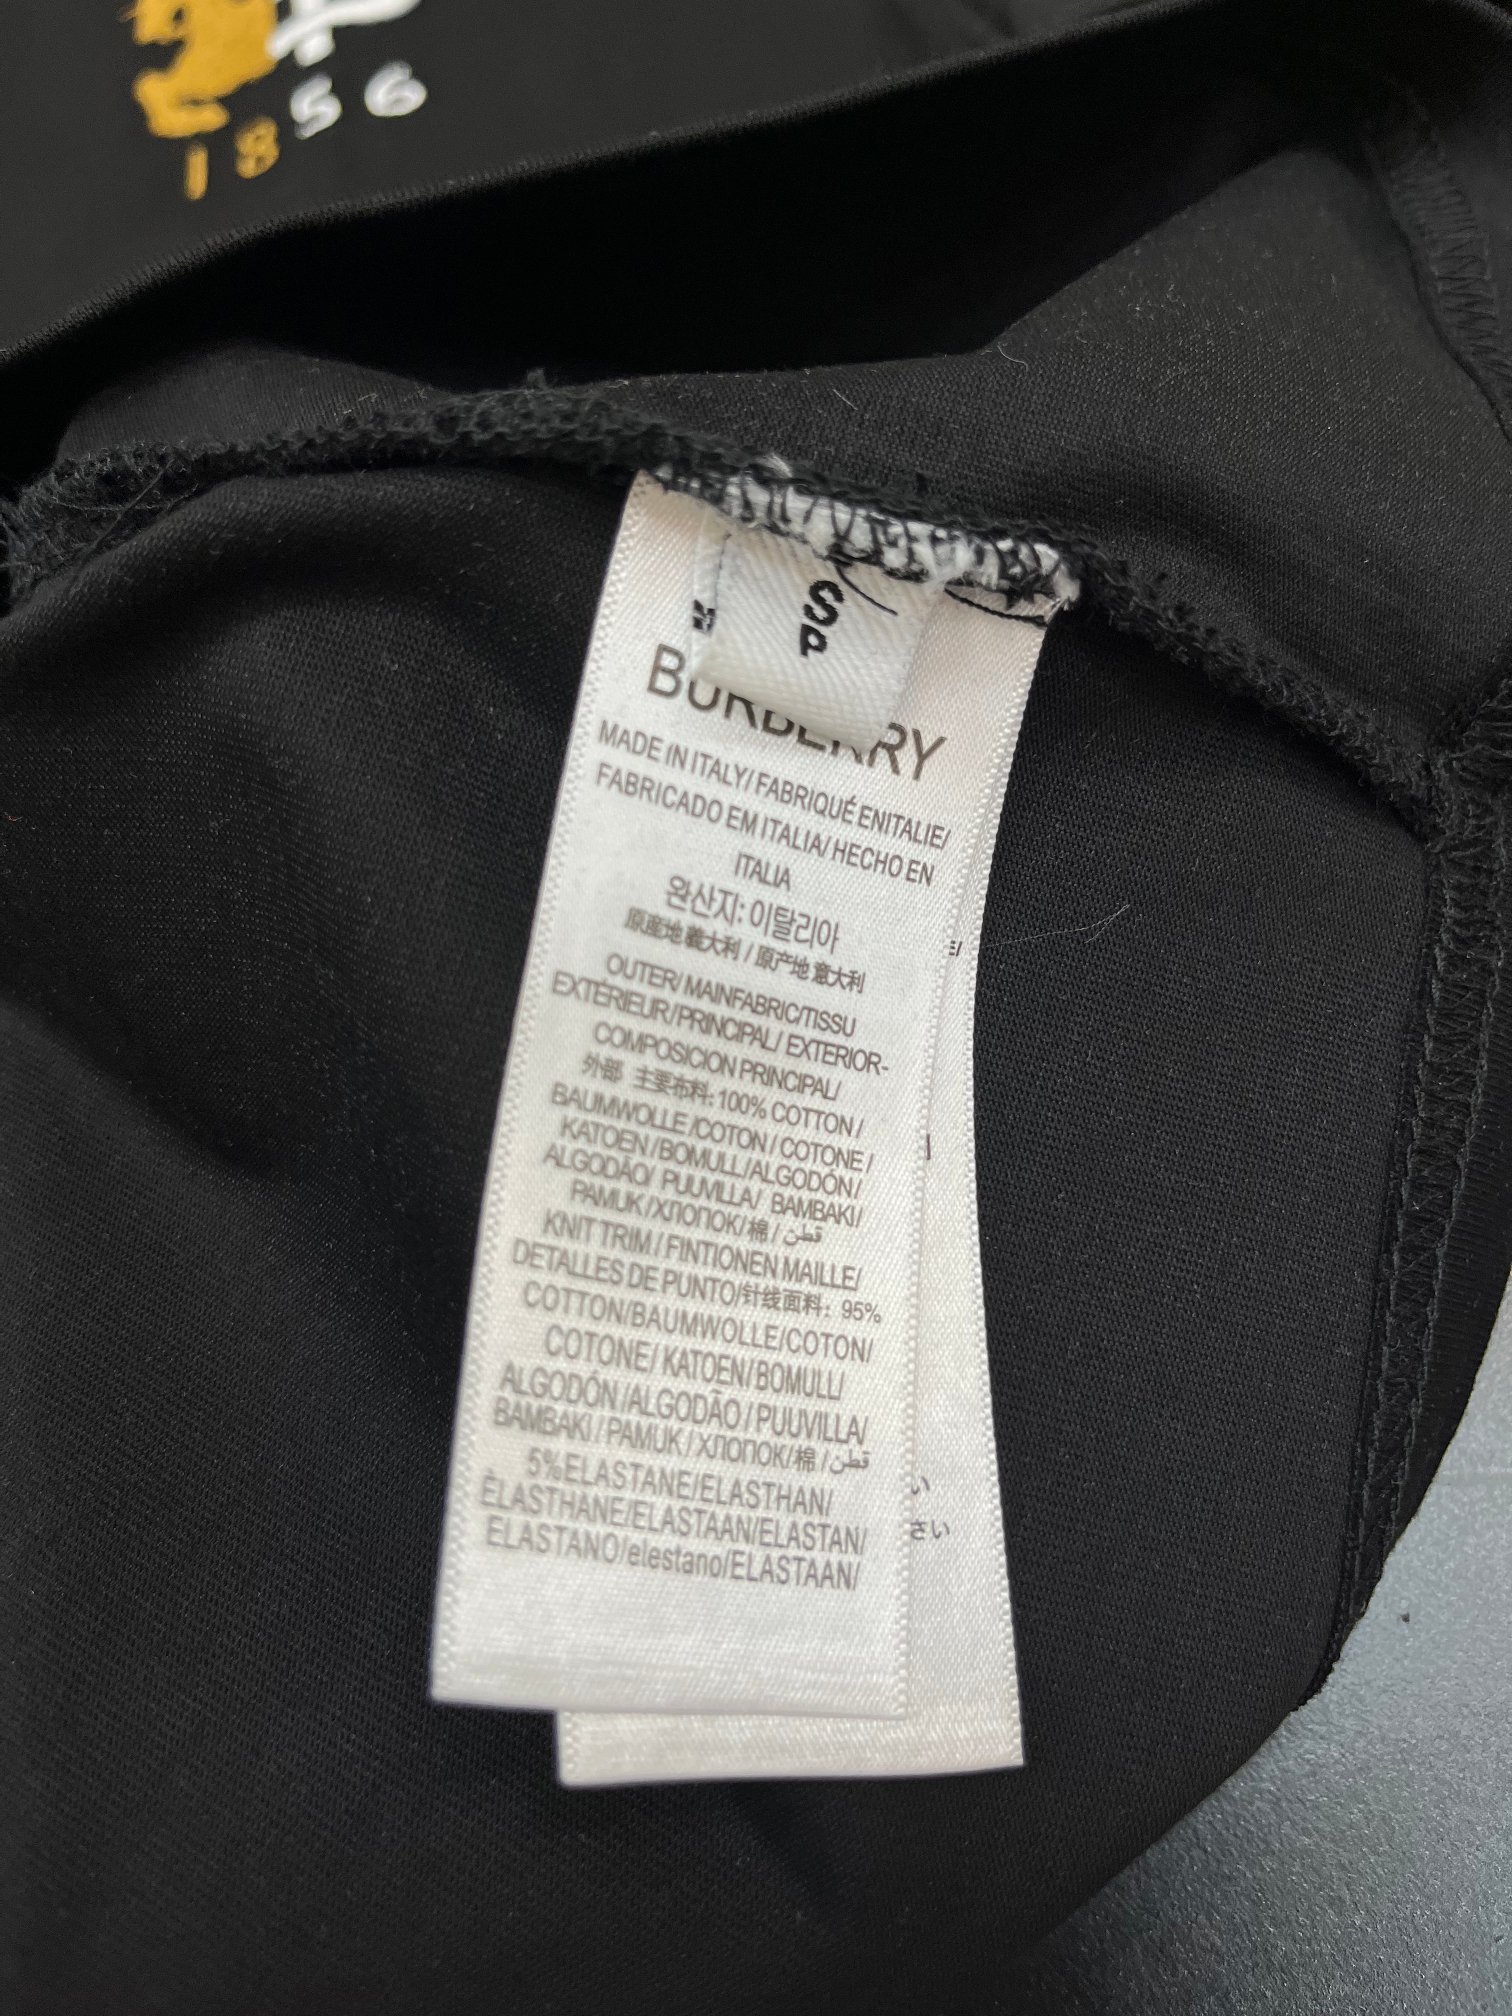 1856
SP
BURBERRY
MADE IN ITALY/FABRIQUÉ ENITALIE/
FABRICADO EM ITALIA/ HECHO EN
ITALIA
완산지: 이탈리아
原産地 義大利 / 原产地 意大利
OUTER/ MAINFABRIC/TISSU
EXTÉRIEUR/PRINCIPAL/ EXTERIOR-
COMPOSICION PRINCIPAL/
外部 主要布料: 100% COTTON /
BAUMWOLLE/COTON / COTONE /
KATOEN/BOMULL/ALGODÓN/
ALGODÃO/ PUUVILLA/ BAMBAKI/
PAMUK/ХЛОПОК/棉/ قطن
KNIT TRIM / FINTIONEN MAILLE/
DETALLES DE PUNTO/针线面料: 95%
COTTON/BAUMWOLLE/COTON/
COTONE/ KATOEN/BOMULL/
ALGODÓN /ALGODÃO / PUUVILLA/
BAMBAKI / PAMUK / ХЛОПОК/棉 / قطن
5%ELASTANE/ELASTHAN/
ÉLASTHANE/ELASTAAN/ELASTAN/
ELASTANO/elestano/ELASTAAN/
い
さい